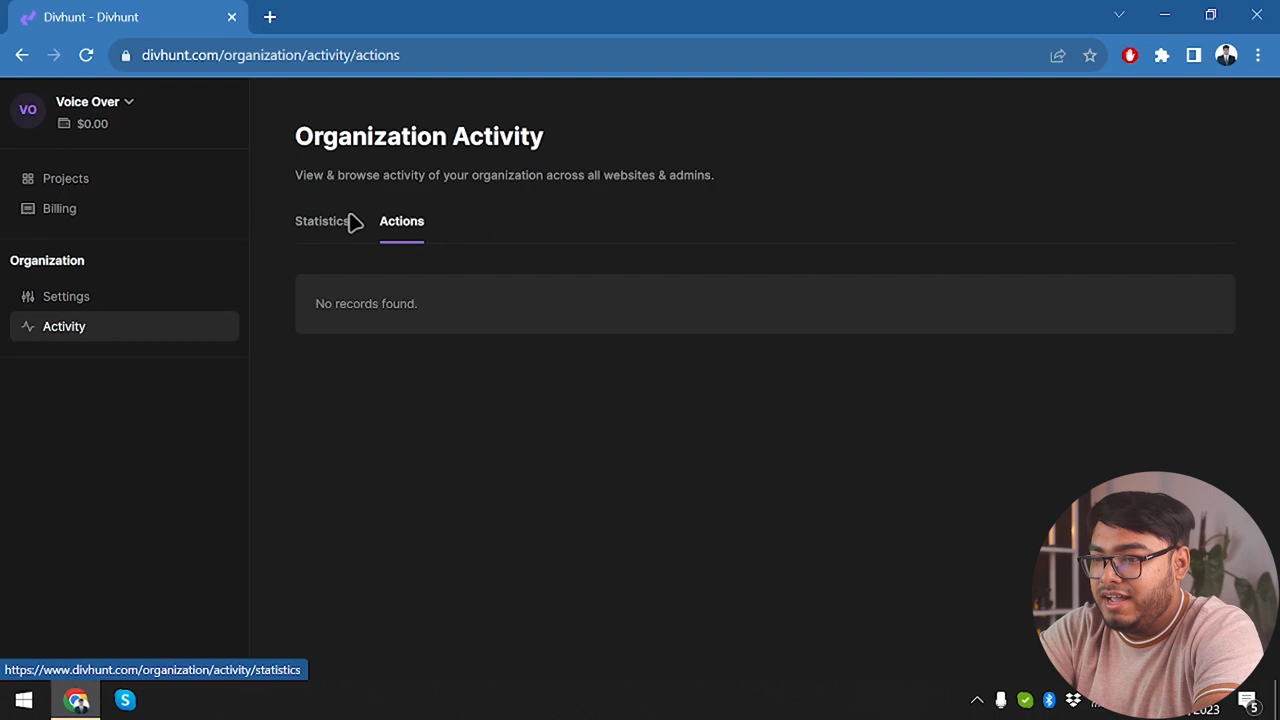 Divhunt - Divhunt
divhunt.com/organization/activity/actions
VO
Voice Over
$0.00
Projects
Billing
Organization
Settings
Activity
Organization Activity
View & browse activity of your organization across all websites & admins.
Statistics
Actions
No records found.
https://www.divhunt.com/organization/activity/statistics
2023
5